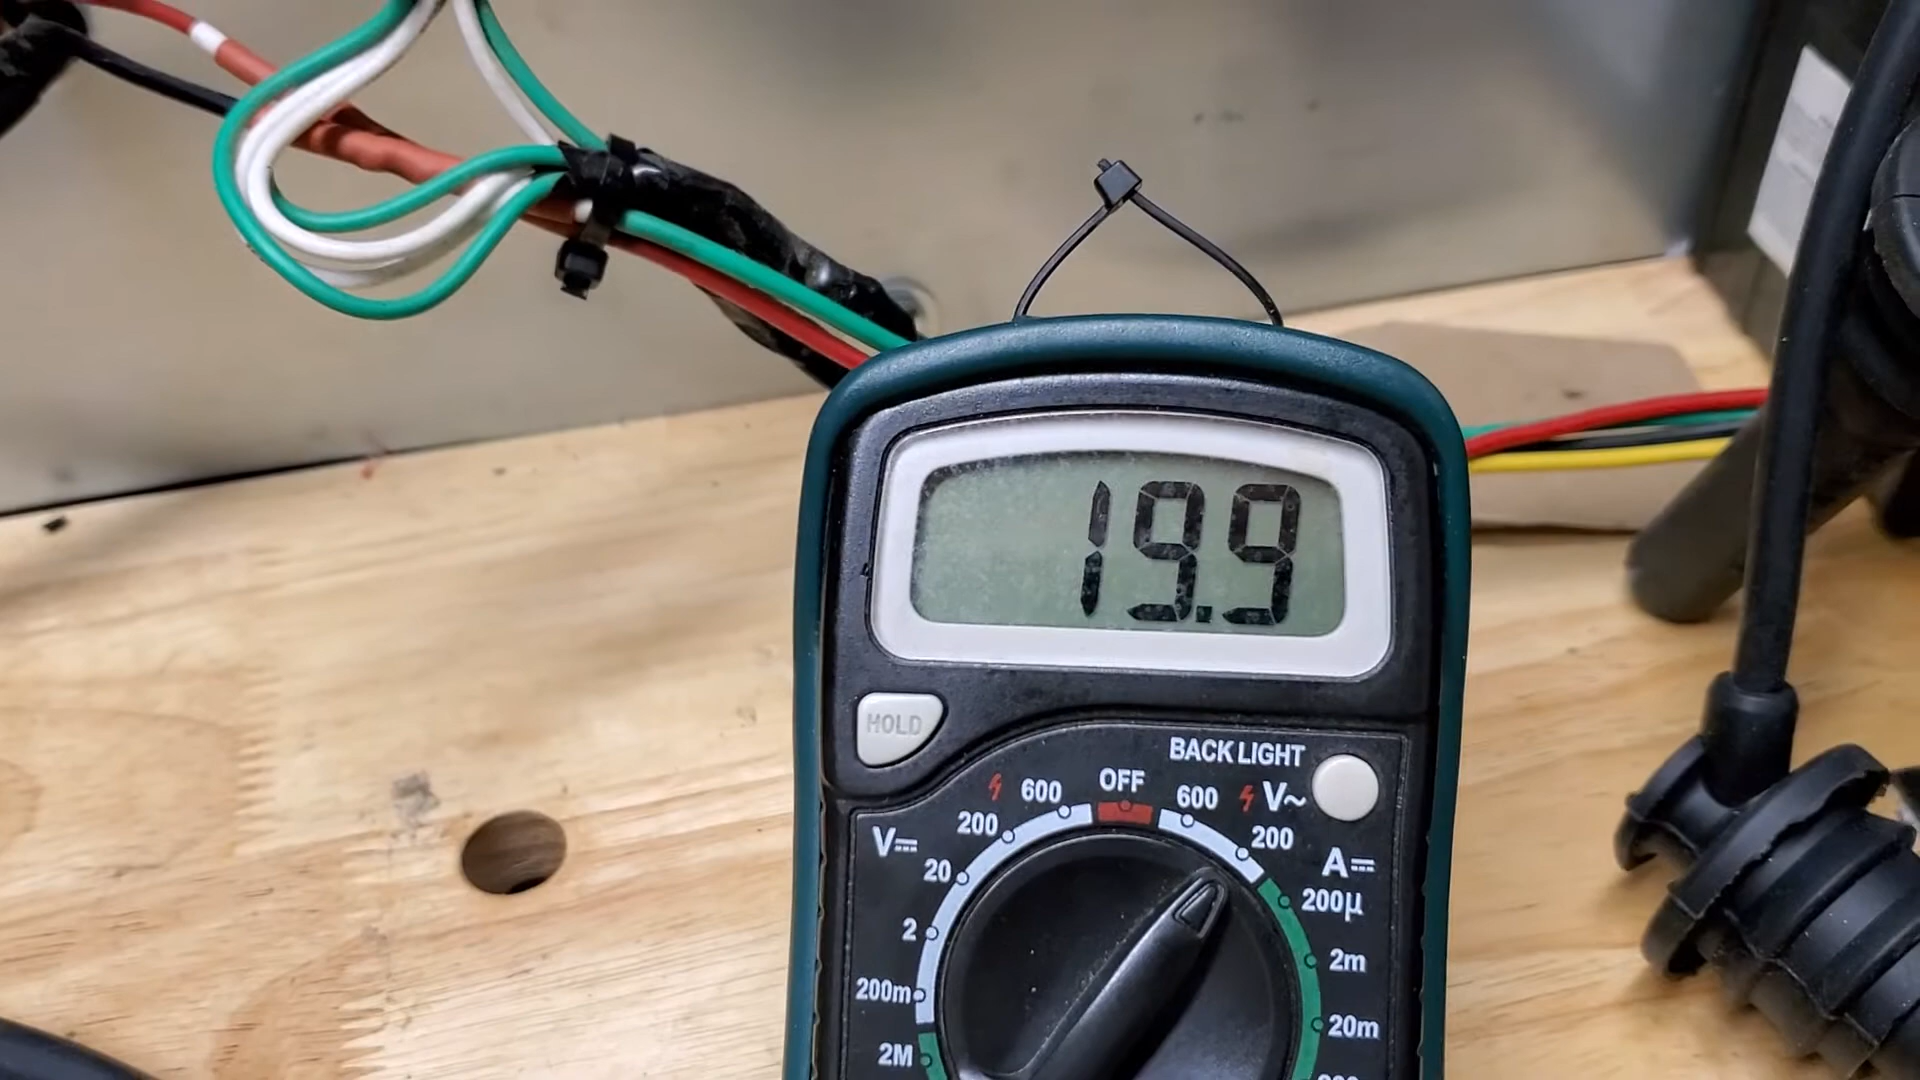 19.9
HOLD
BACK LIGHT
OFF
600
600
V~
200
200
V⎓
A⎓
20
200µ
2
2m
200m
20m
2M